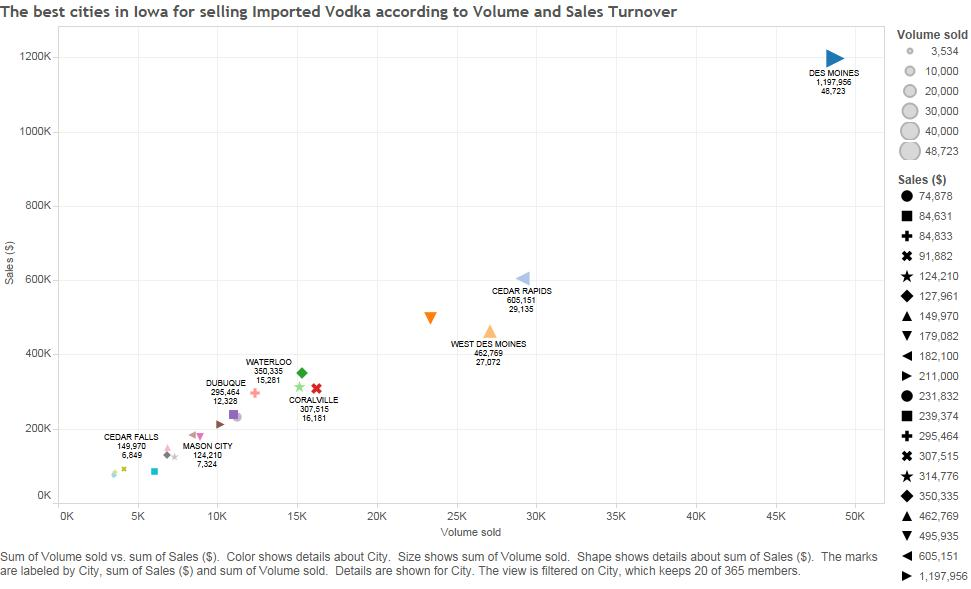 The best cities in Iowa for selling Imported Vodka according to Volume and Sales Turnover
1200K
1000K
800K
600K
400K
200K
0K
Sales ($)
DES MOINES
1,197,956
48,723
CEDAR RAPIDS
605,151
29,135
WEST DES MOINES
462,769
27,072
WATERLOO
350,335
15,281
DUBUQUE
295,464
12,328
CORALVILLE
307,515
16,181
CEDAR FALLS
149,970
6,849
MASON CITY
124,210
7,324
0K
5K
10K
15K
20K
25K
30K
35K
40K
45K
50K
Volume sold
Volume sold
3,534
10,000
20,000
30,000
40,000
48,723
Sales ($)
74,878
84,631
84,833
91,882
124,210
127,961
149,970
179,082
182,100
211,000
231,832
239,374
295,464
307,515
314,776
350,335
462,769
495,935
605,151
1,197,956
Sum of Volume sold vs. sum of Sales ($).  Color shows details about City.  Size shows sum of Volume sold.  Shape shows details about sum of Sales ($).  The marks
are labeled by City, sum of Sales ($) and sum of Volume sold.  Details are shown for City. The view is filtered on City, which keeps 20 of 365 members.